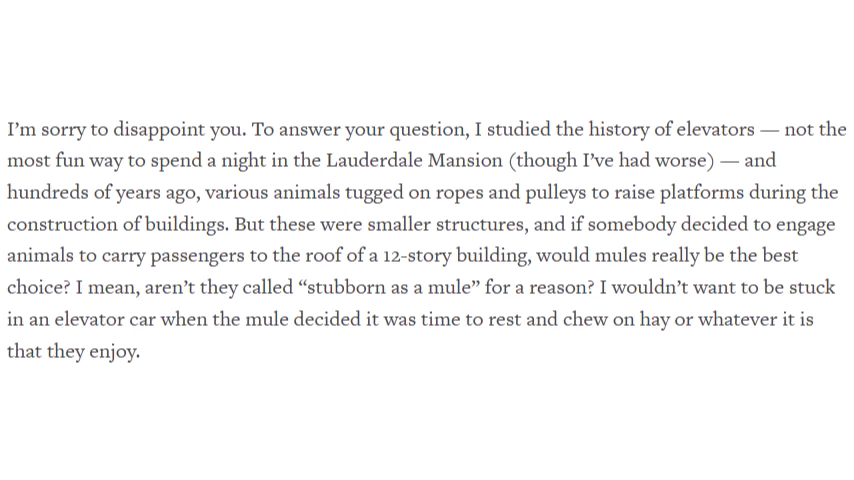 I’m sorry to disappoint you. To answer your question, I studied the history of elevators — not the
most fun way to spend a night in the Lauderdale Mansion (though I’ve had worse) — and
hundreds of years ago, various animals tugged on ropes and pulleys to raise platforms during the
construction of buildings. But these were smaller structures, and if somebody decided to engage
animals to carry passengers to the roof of a 12-story building, would mules really be the best
choice? I mean, aren’t they called “stubborn as a mule” for a reason? I wouldn’t want to be stuck
in an elevator car when the mule decided it was time to rest and chew on hay or whatever it is
that they enjoy.